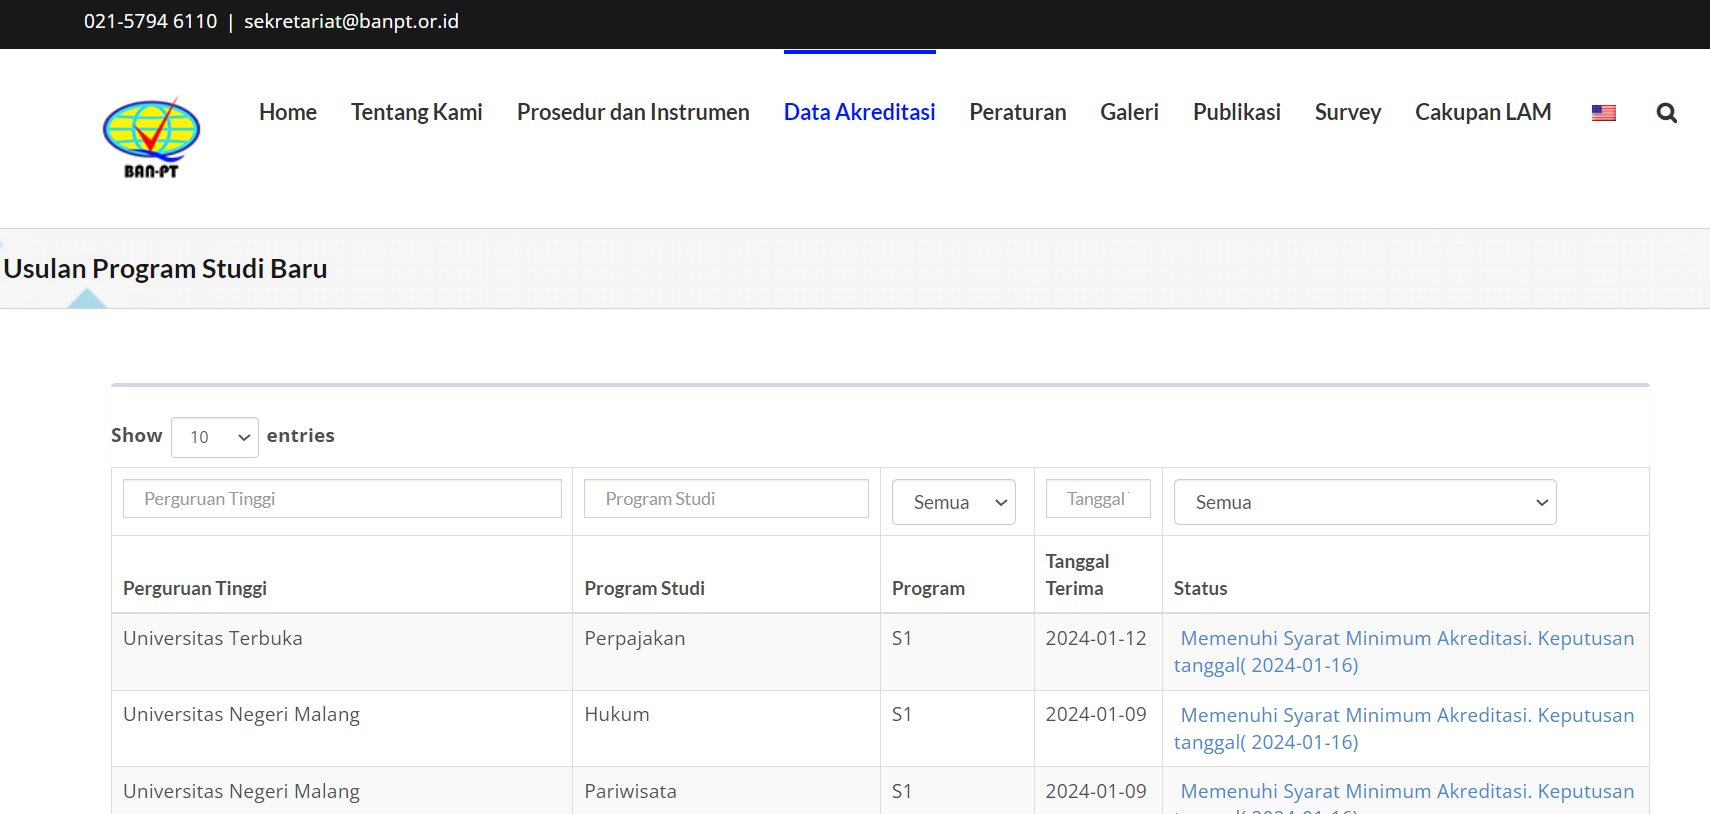 021-5794 6110 | sekretariat@banpt.or.id
BAN-PT
Home Tentang Kami Prosedur dan Instrumen Data Akreditasi Peraturan Galeri Publikasi Survey Cakupan LAM
Usulan Program Studi Baru
Show 10 entries
Perguruan Tinggi Program Studi Semua Tanggal Semua
Tanggal
Perguruan Tinggi Program Studi Program Terima Status
Universitas Terbuka Perpajakan S1 2024-01-12 Memenuhi Syarat Minimum Akreditasi. Keputusan
tanggal( 2024-01-16)
Universitas Negeri Malang Hukum S1 2024-01-09 Memenuhi Syarat Minimum Akreditasi. Keputusan
tanggal( 2024-01-16)
Universitas Negeri Malang Pariwisata S1 2024-01-09 Memenuhi Syarat Minimum Akreditasi. Keputusan